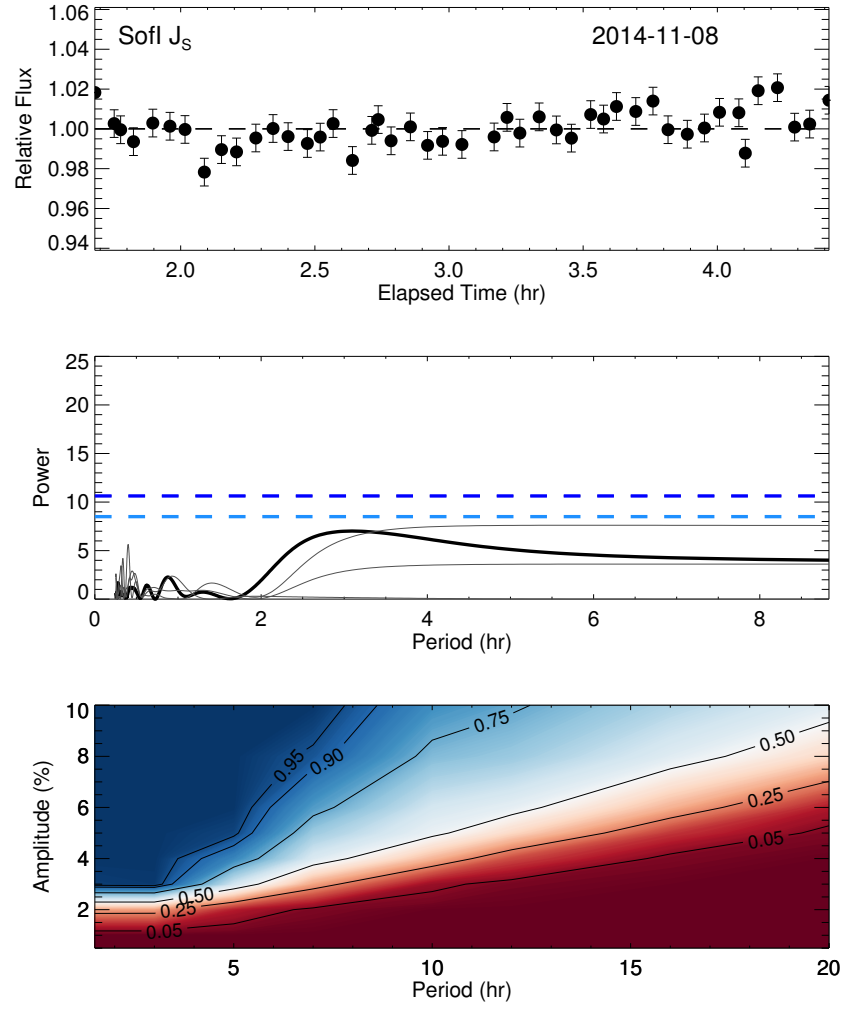 SofI J_S
2014-11-08
1.06
1.04
1.02
1.00
0.98
0.96
0.94
Relative Flux
2.0 2.5 3.0 3.5 4.0
Elapsed Time (hr)
25
20
15
10
5
0
Power
0 2 4 6 8
Period (hr)
10
8
6
4
2
Amplitude (%)
0.95
0.90
0.75
0.50
0.25
0.05
0.50
0.25
0.05
5 10 15 20
Period (hr)